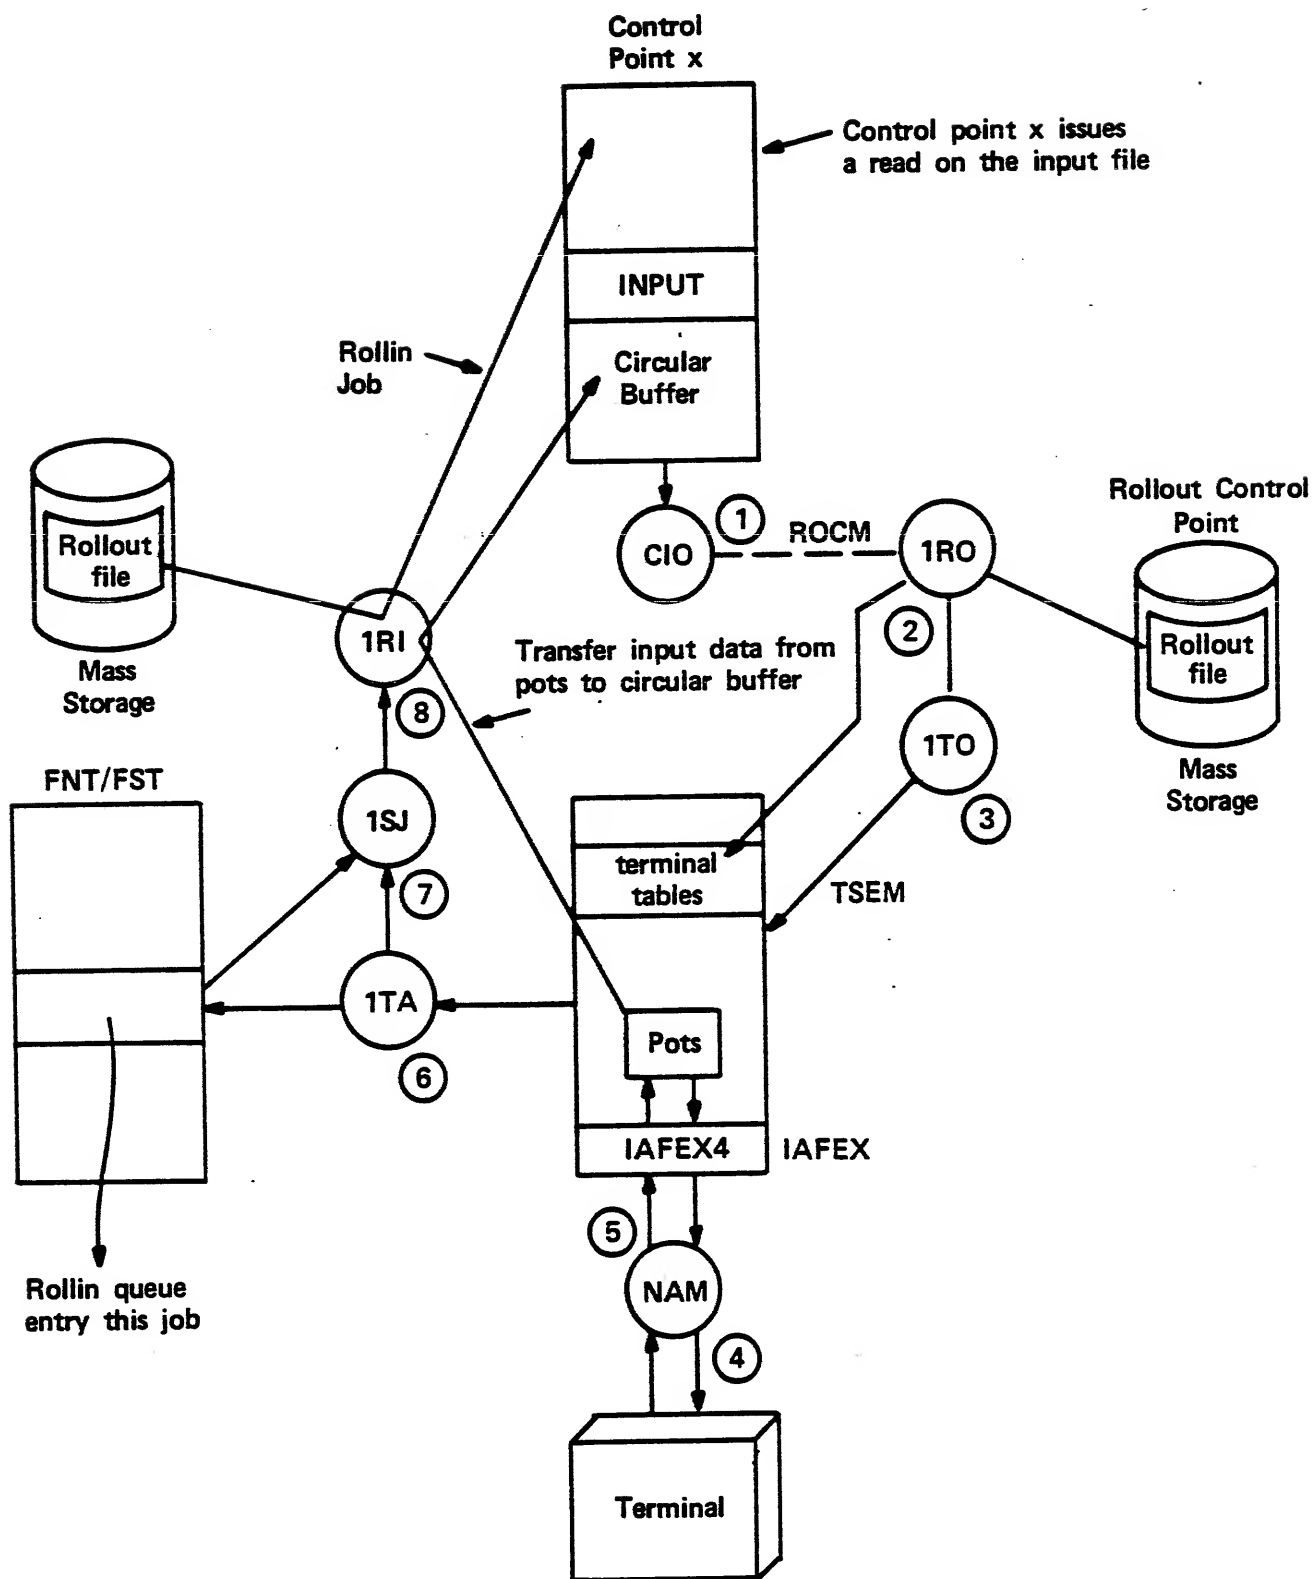 Control
Point x
Control point x issues
a read on the input file
INPUT
Rollin
Job
Circular
Buffer
Rollout Control
Point
1
ROCM
CIO
1RO
Rollout
file
2
Rollout
file
1RI
Transfer input data from
pots to circular buffer
Mass
Storage
8
1TO
Mass
Storage
FNT/FST
1SJ
3
terminal
tables
TSEM
7
1TA
Pots
6
IAFEX4
IAFEX
5
Rollin queue
entry this job
NAM
4
Terminal